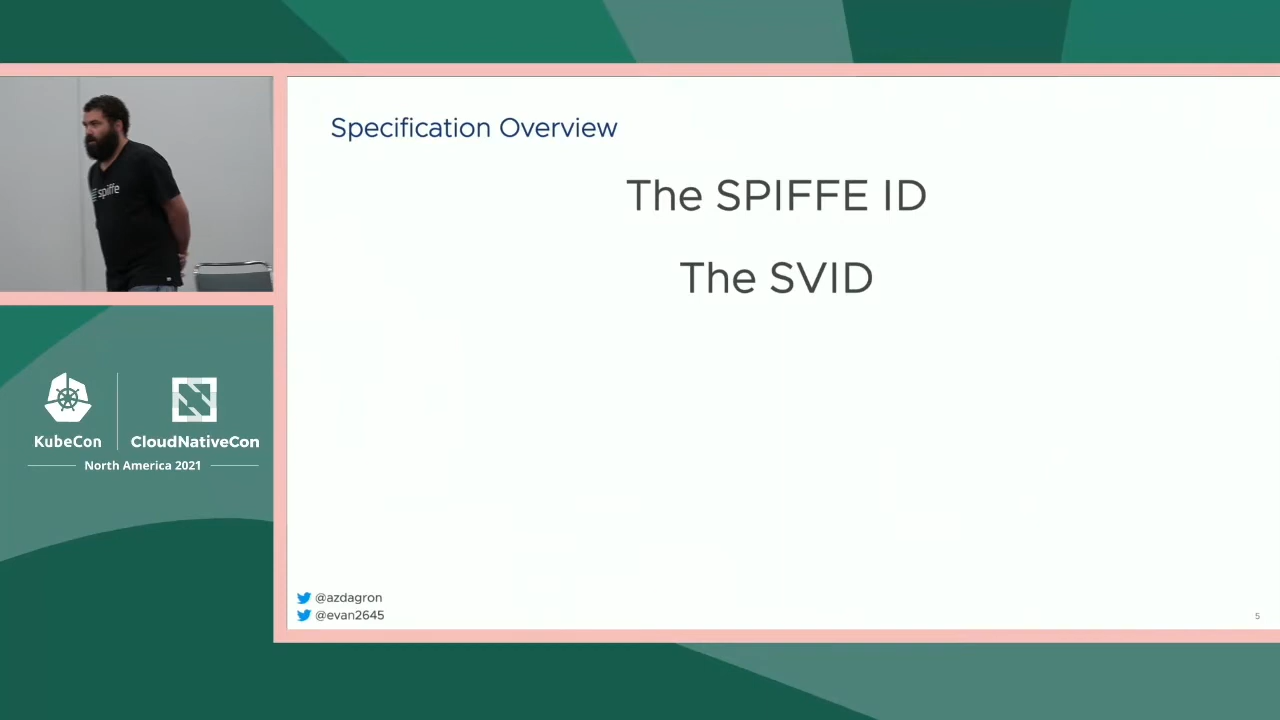 Specification Overview
The SPIFFE ID
The SVID
spiffe
KubeCon
CloudNativeCon
North America 2021
@azdagron
@evan2645
5